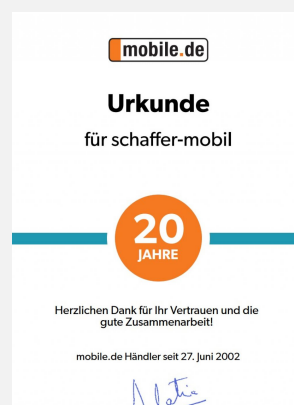 mobile.de
Urkunde
für schaffer-mobil
20
JAHRE
Herzlichen Dank für Ihr Vertrauen und die
gute Zusammenarbeit!
mobile.de Händler seit 27. Juni 2002